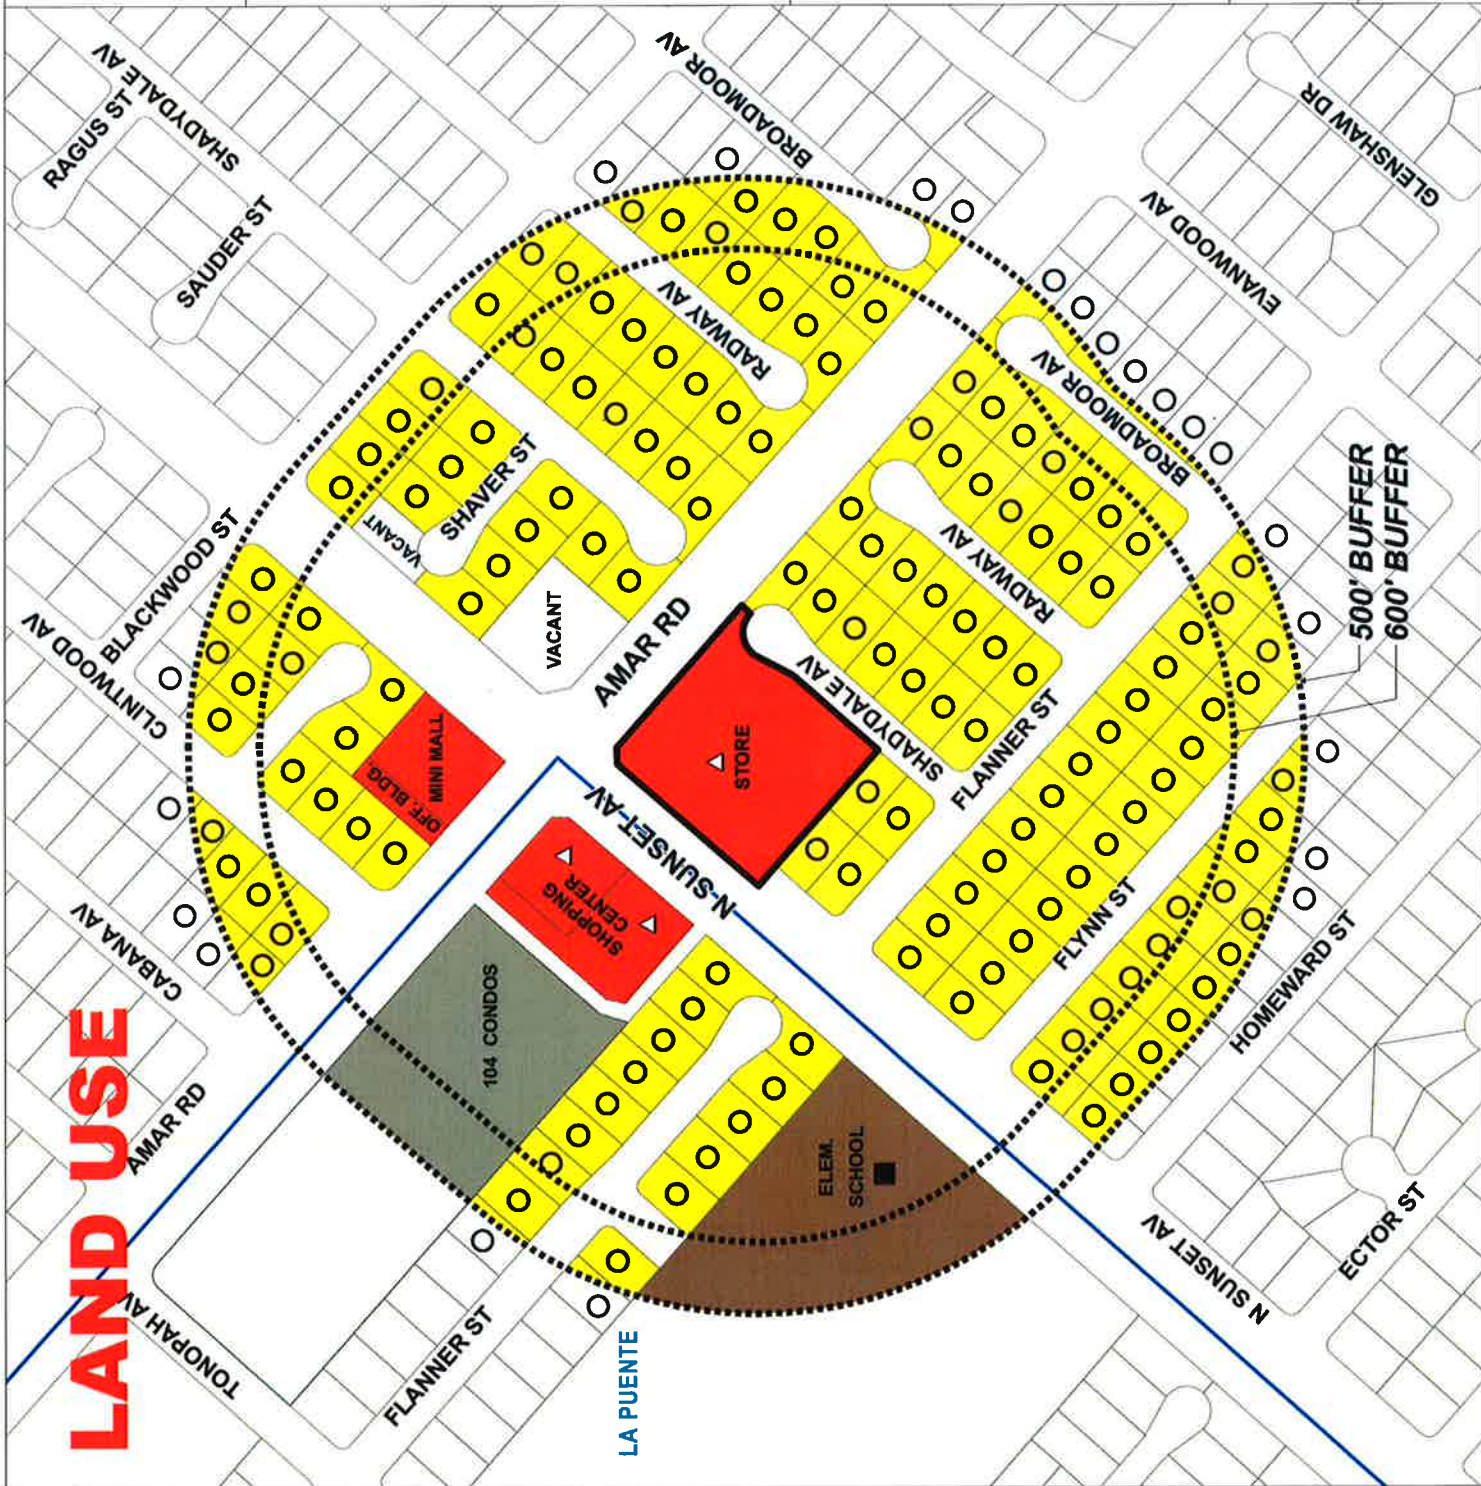 LAND USE
RAGUS ST
SHADYDALE AV
SAUDER ST
BROADMOOR AV
GLENSHAW DR
EVANWOOD AV
CLINTWOOD AV
BLACKWOOD ST
SHAVER ST
VACANT
RADWAY AV
VACANT
AMAR RD
OFF. BLDG.
MINI MALL
STORE
SHADYDALE AV
RADWAY AV
BROADMOOR AV
FLANNER ST
500' BUFFER
600' BUFFER
N SUNSET AV
SHOPPING
CENTER
104 CONDOS
CABANA AV
AMAR RD
TONOPAH AV
FLANNER ST
LA PUENTE
ELEM.
SCHOOL
FLYNN ST
HOMEWARD ST
N SUNSET AV
ECTOR ST